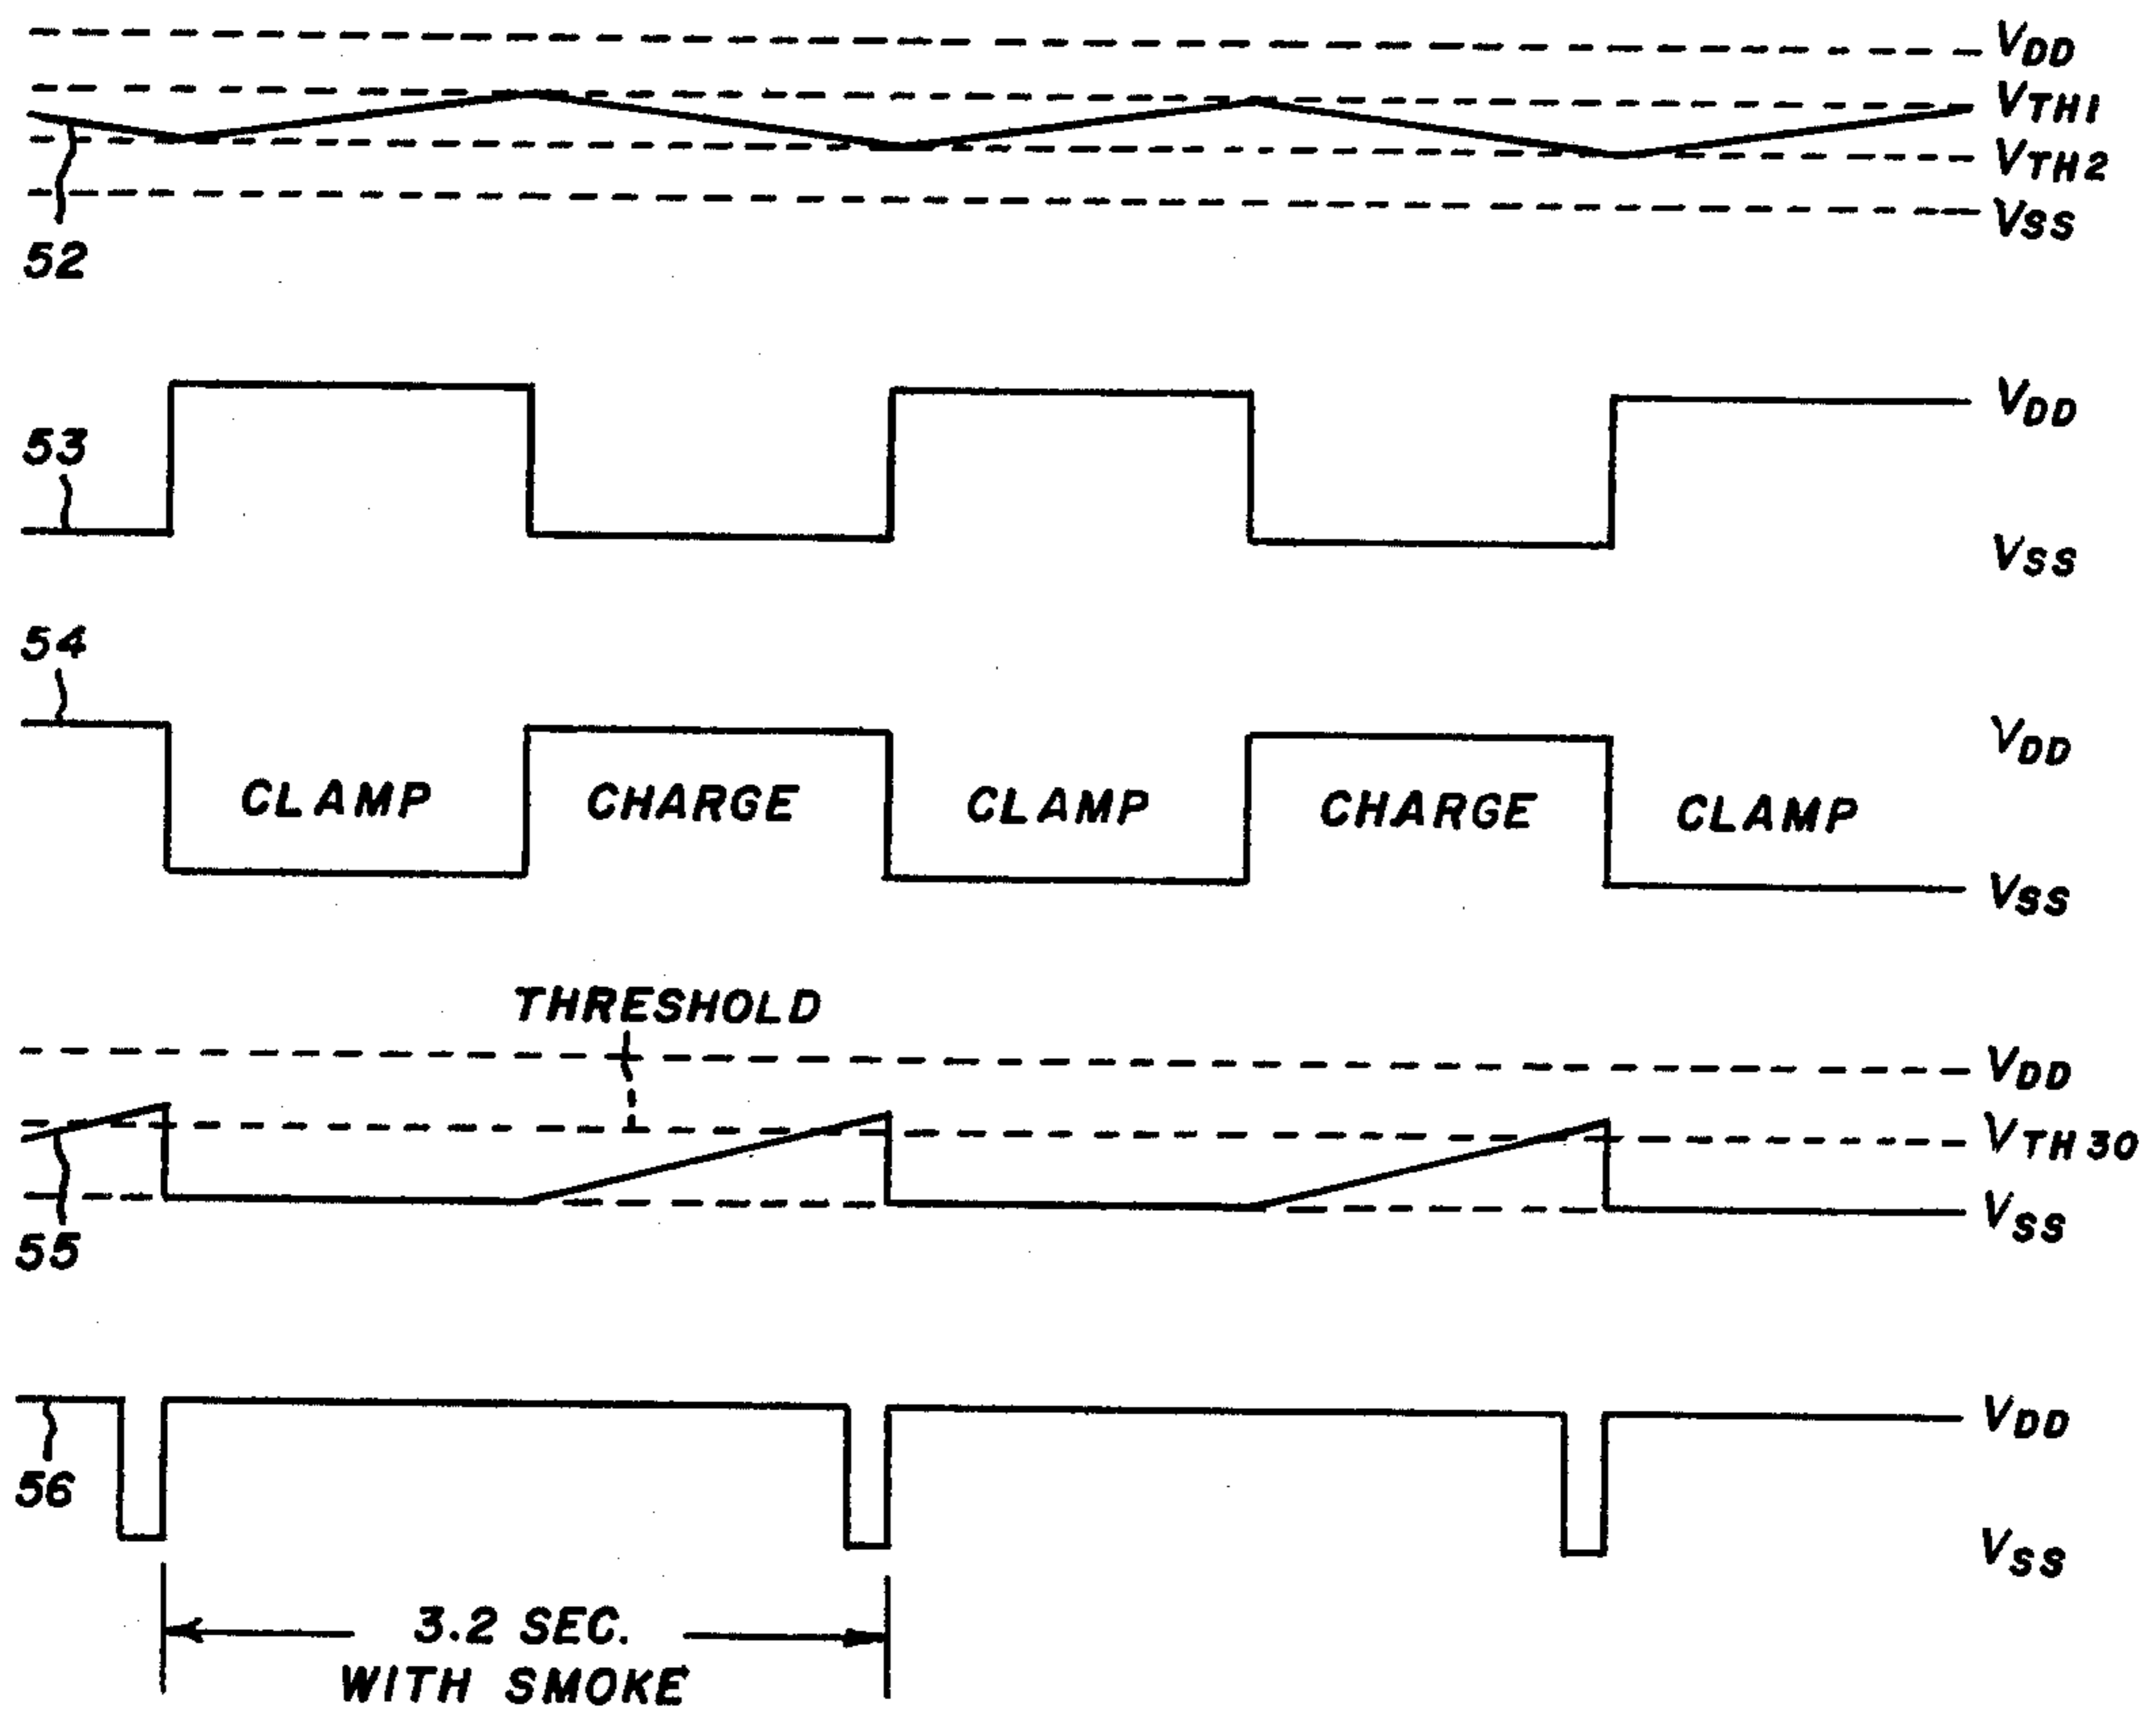 VDD
VTH1
VTH2
VSS
52
VDD
53
VSS
54
VDD
CLAMP CHARGE CLAMP CHARGE CLAMP
VSS
THRESHOLD
VDD
VTH30
VSS
55
VDD
56
VSS
3.2 SEC.
WITH SMOKE